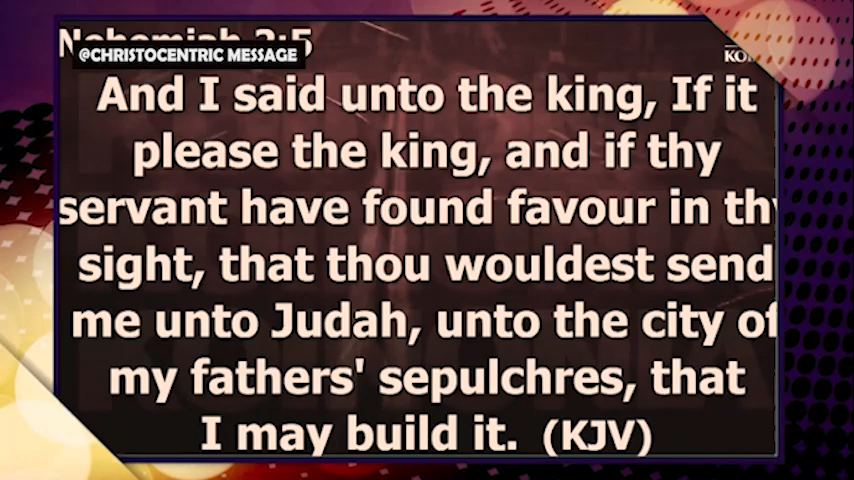 Nehemiah 2:5
@CHRISTOCENTRIC MESSAGE
And I said unto the king, If it
please the king, and if thy
servant have found favour in thy
sight, that thou wouldest send
me unto Judah, unto the city of
my fathers' sepulchres, that
I may build it. (KJV)